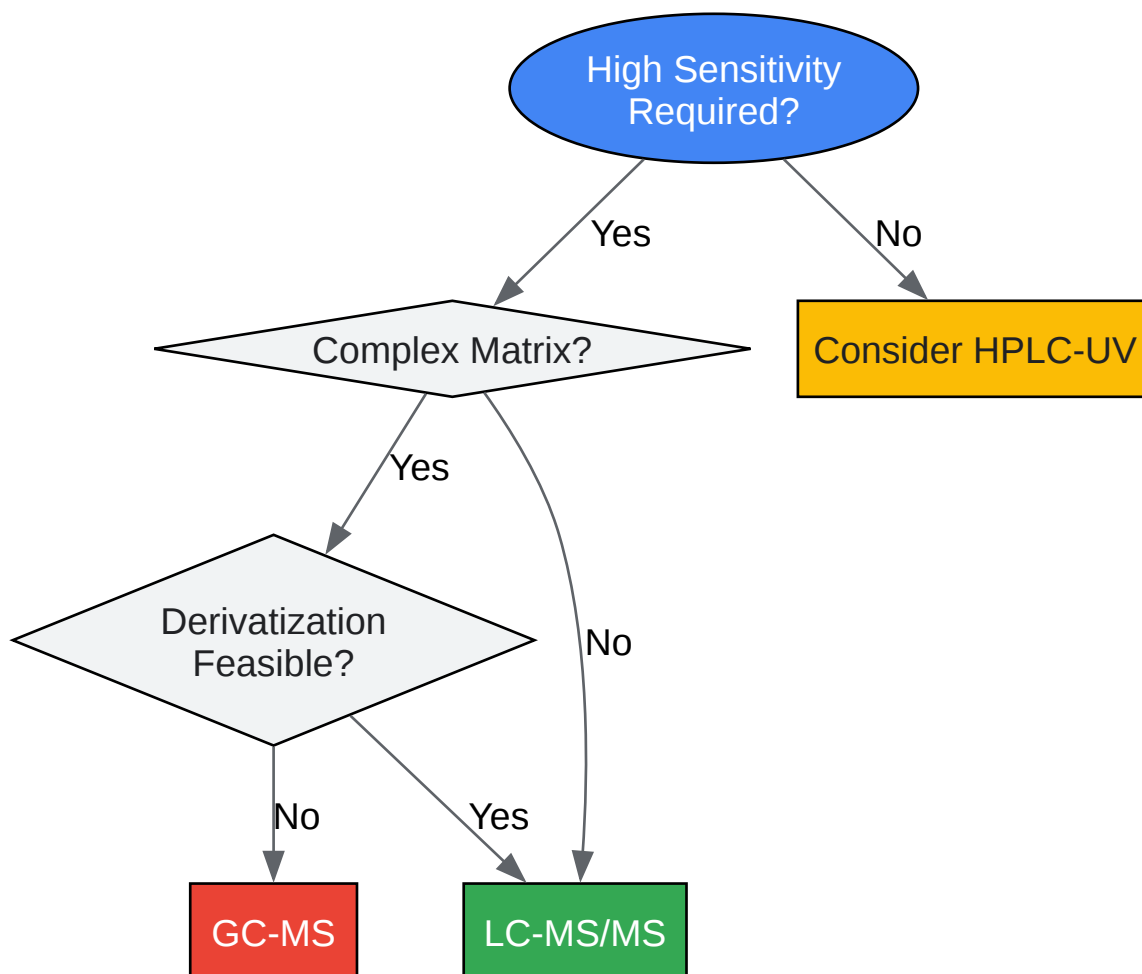 High Sensitivity
Required?
Yes
No
Complex Matrix?
Consider HPLC-UV
Yes
Derivatization
Feasible?
No
No
Yes
GC-MS
LC-MS/MS